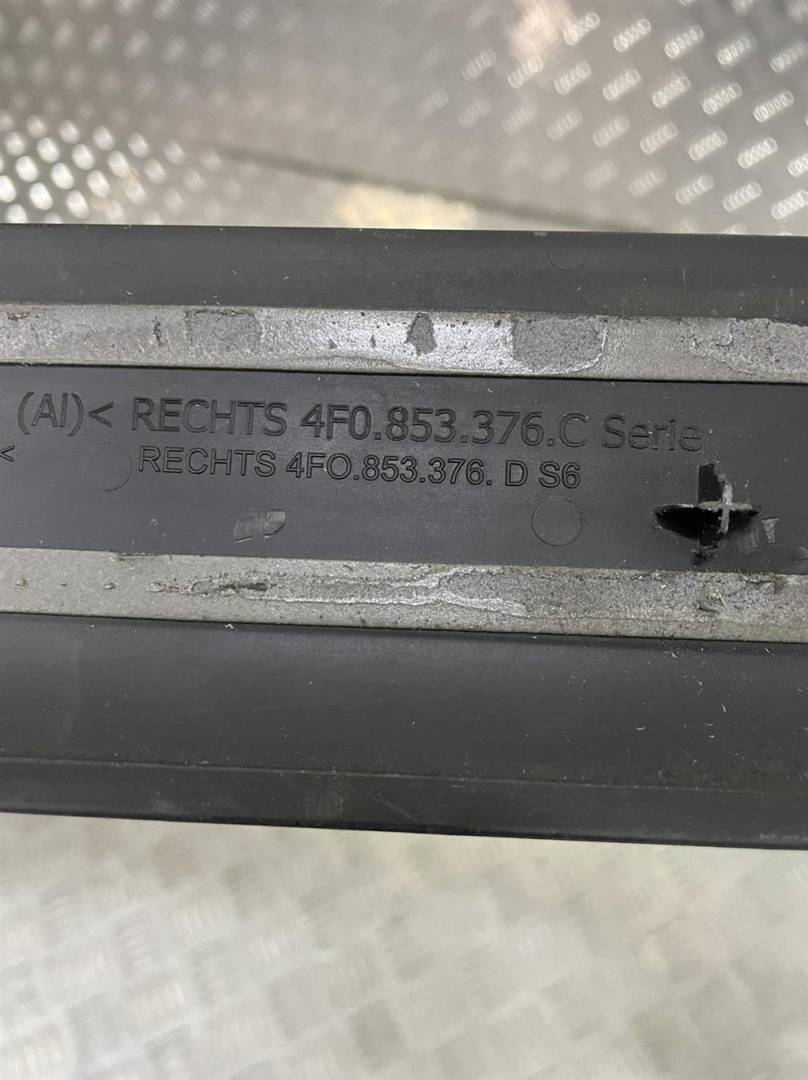 (Al)< RECHTS 4F0.853.376.C Serie
< RECHTS 4FO.853.376. D S6